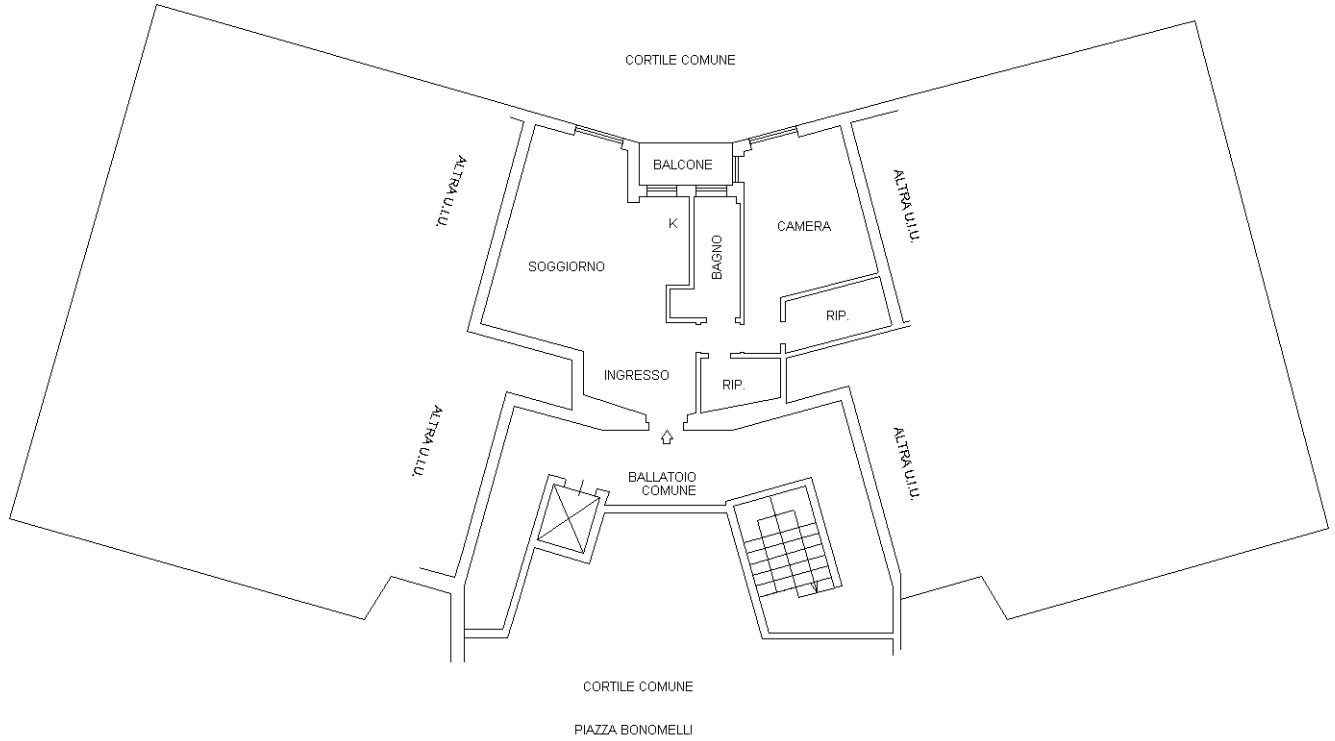 CORTILE COMUNE
BALCONE
ALTRA U.I.U.
ALTRA U.I.U.
K
CAMERA
BAGNO
SOGGIORNO
RIP.
INGRESSO
RIP.
ALTRA U.I.U.
ALTRA U.I.U.
BALLATOIO
COMUNE
CORTILE COMUNE
PIAZZA BONOMELLI